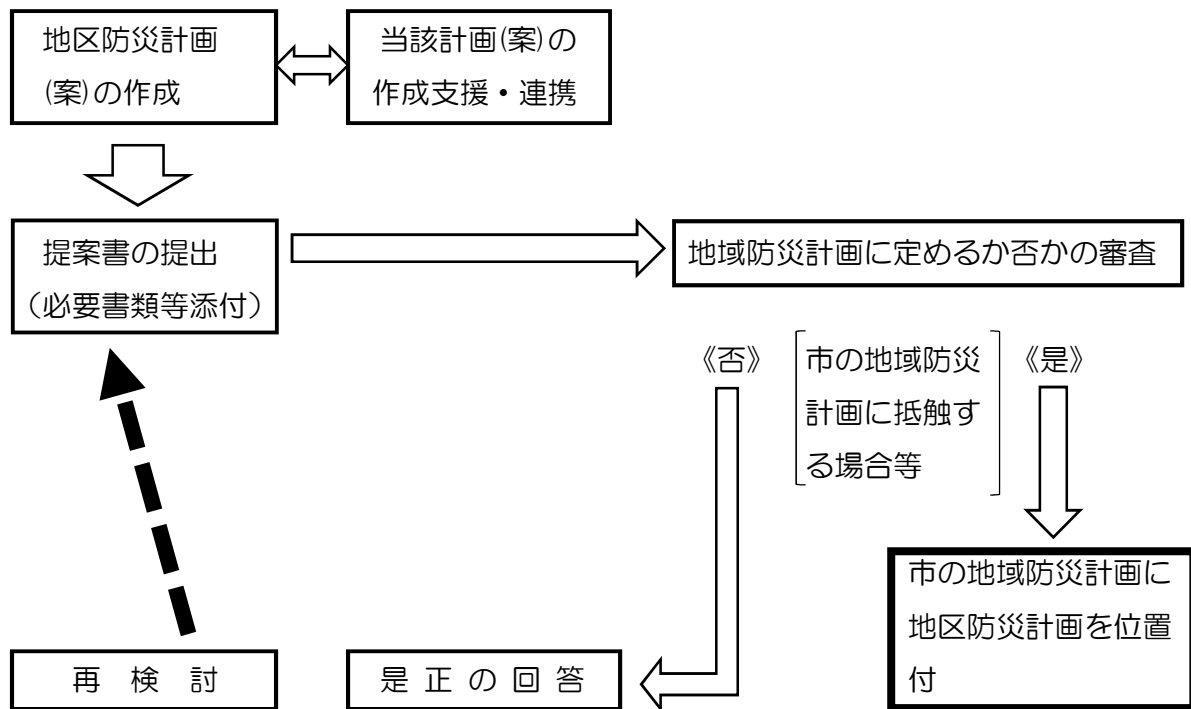 地区防災計画
(案)の作成
当該計画(案)の
作成支援・連携
提案書の提出
（必要書類等添付）
地域防災計画に定めるか否かの審査
《否》
市の地域防災
計画に抵触す
る場合等
《是》
市の地域防災計画に
地区防災計画を位置
付
再 検 討
是 正 の 回 答